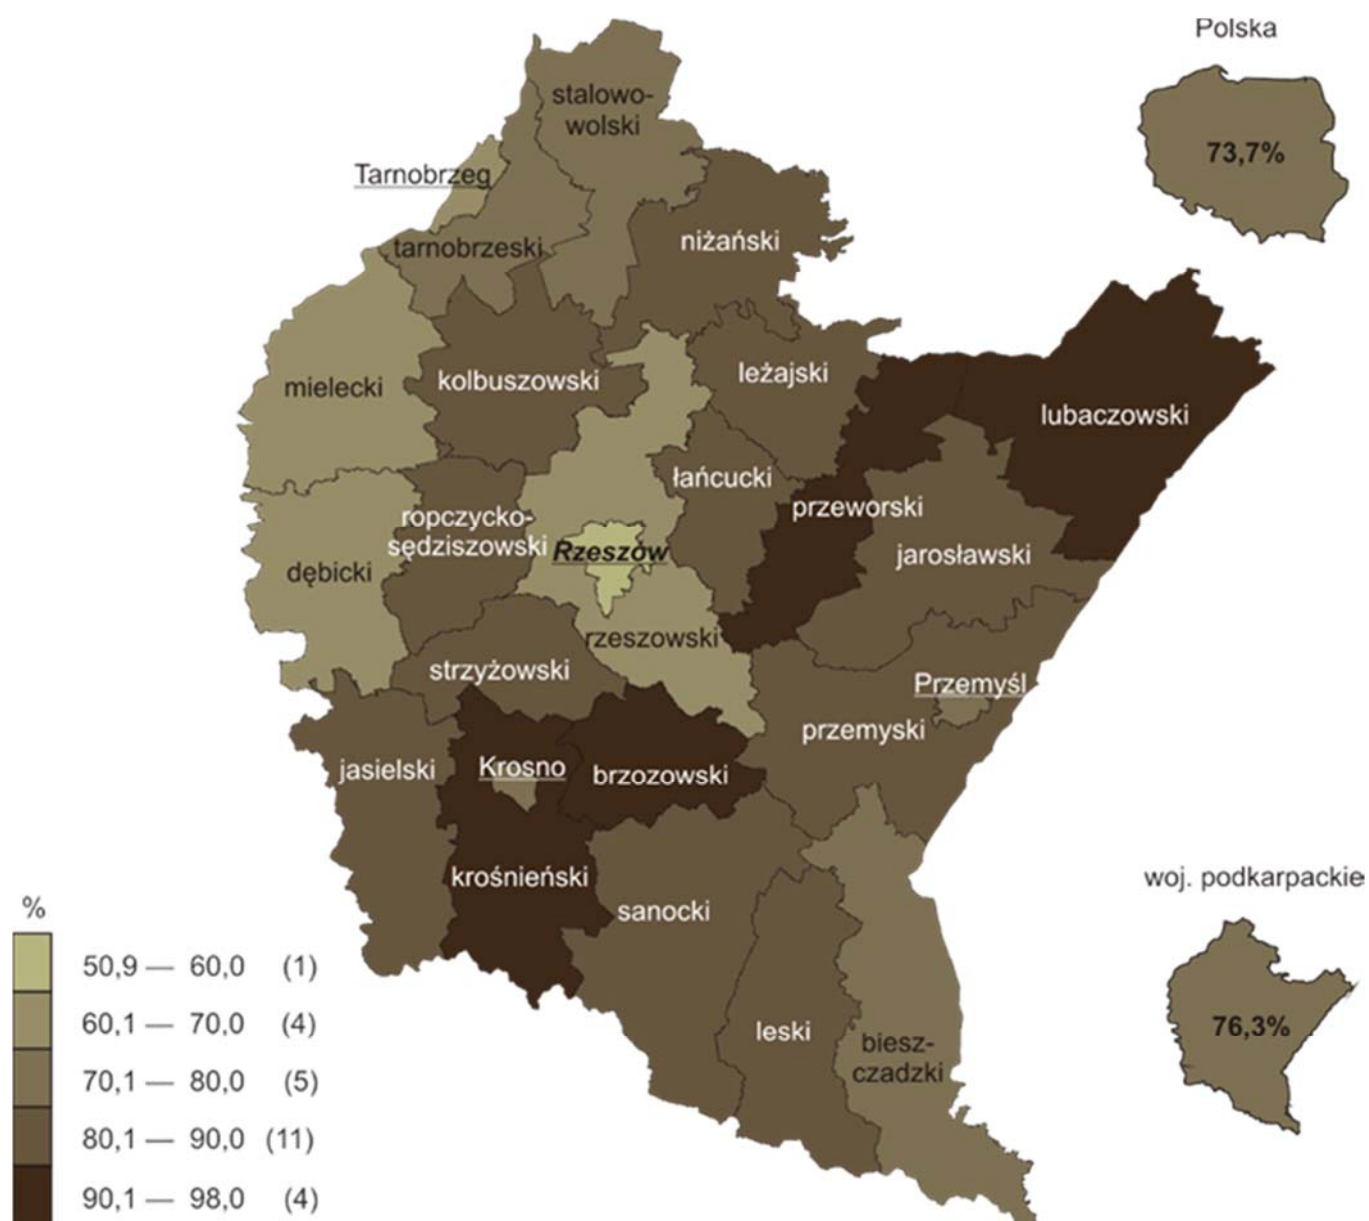 Polska
73,7%
stalowo-
wolski
Tarnobrzeg
tarnobrzeski
niżański
mielecki
kolbuszowski
leżajski
lubaczowski
łańcucki
przeworski
ropczycko-
sędziszowski
Rzeszów
jarosławski
dębicki
rzeszowski
strzyżowski
Przemyśl
przemyski
jasielski
Krosno
brzozowski
krośnieński
sanocki
leski
biesz-
czadzki
woj. podkarpackie
76,3%
%
50,9 — 60,0 (1)
60,1 — 70,0 (4)
70,1 — 80,0 (5)
80,1 — 90,0 (11)
90,1 — 98,0 (4)